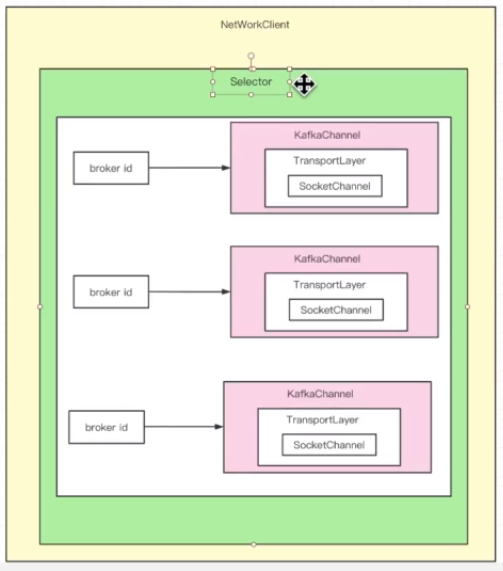 NetWorkClient
Selector
KafkaChannel
broker id
TransportLayer
SocketChannel
KafkaChannel
broker id
TransportLayer
SocketChannel
KafkaChannel
broker id
TransportLayer
SocketChannel